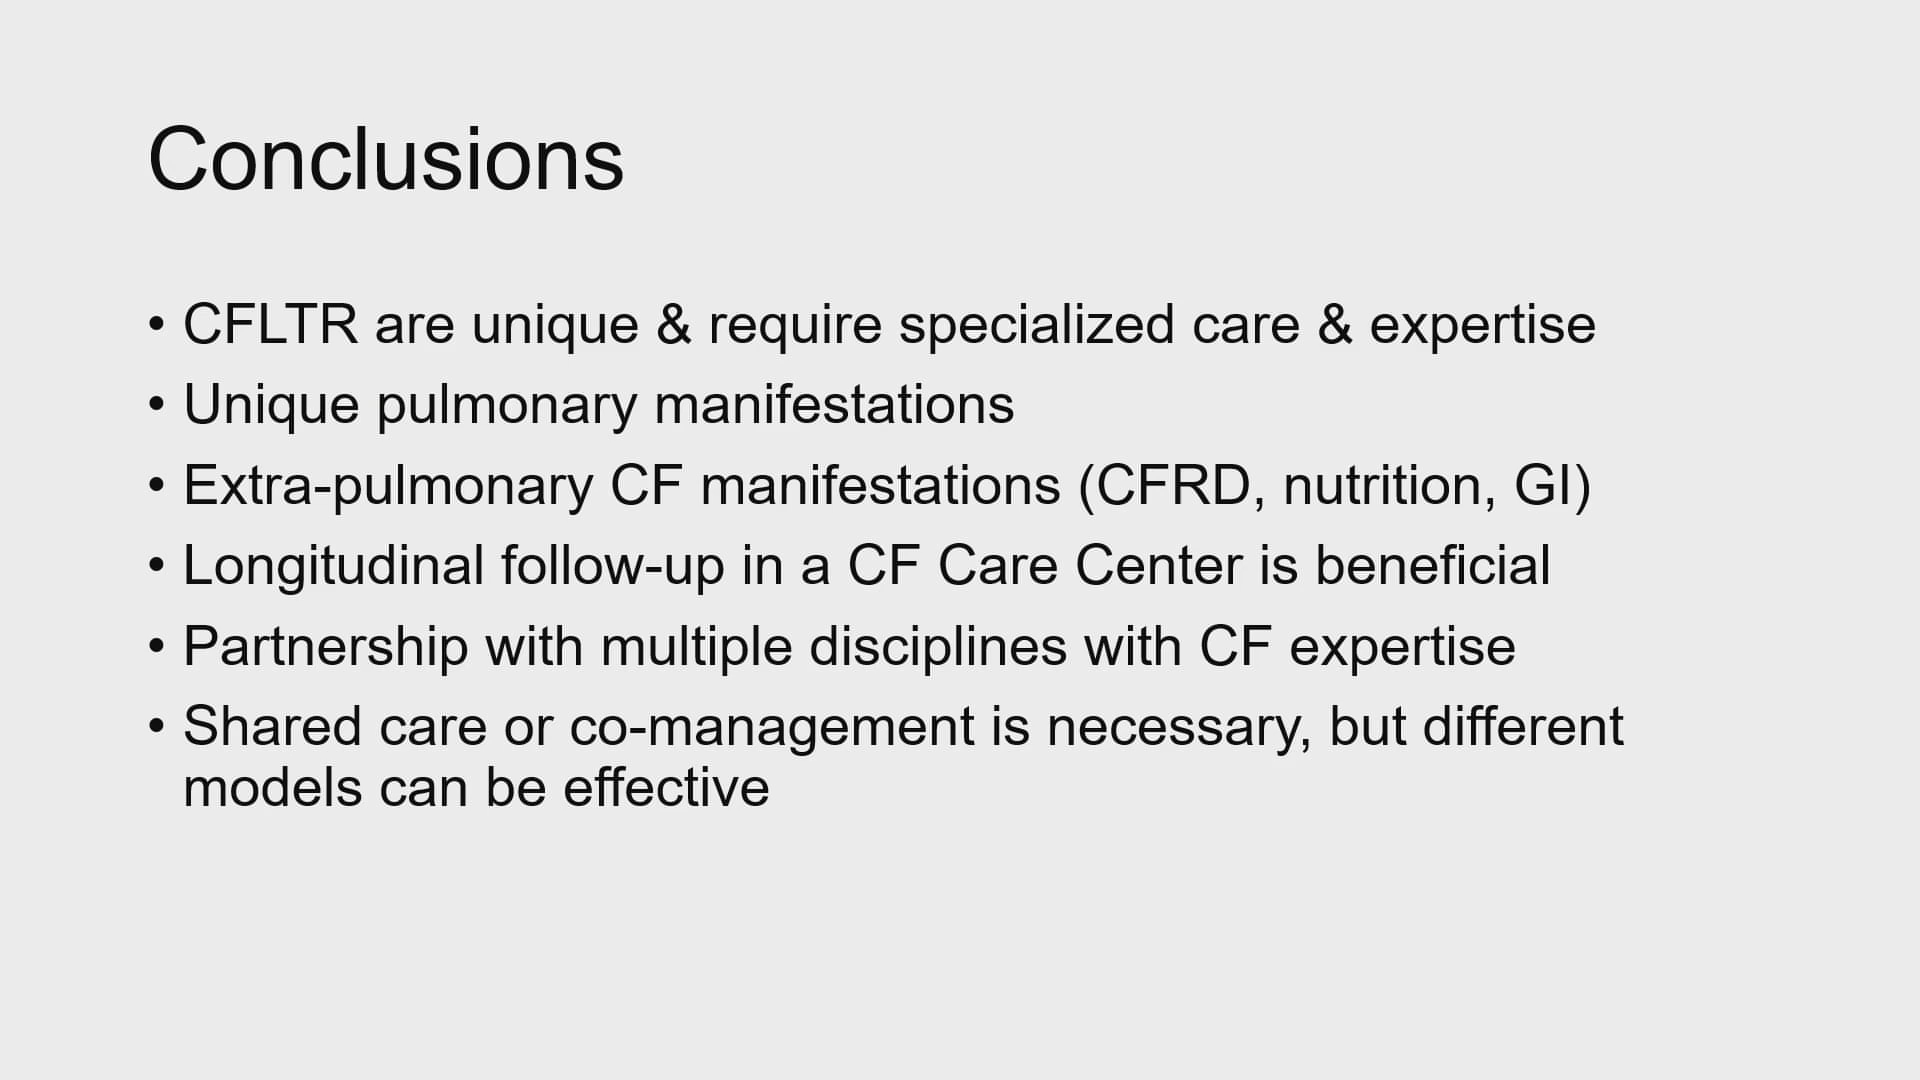 Conclusions
• CFLTR are unique & require specialized care & expertise
• Unique pulmonary manifestations
• Extra-pulmonary CF manifestations (CFRD, nutrition, GI)
• Longitudinal follow-up in a CF Care Center is beneficial
• Partnership with multiple disciplines with CF expertise
• Shared care or co-management is necessary, but different
models can be effective